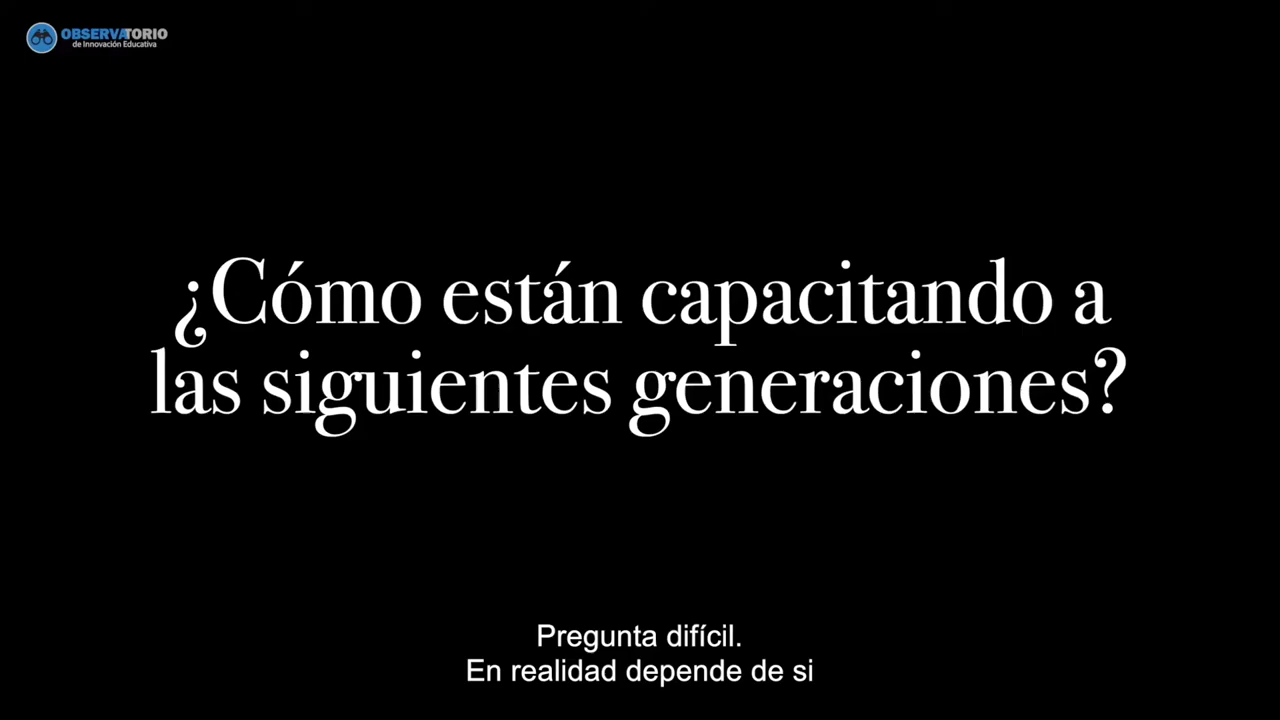 OBSERVATORIO
de Innovación Educativa
¿Cómo están capacitando a
las siguientes generaciones?
Pregunta difícil.
En realidad depende de si